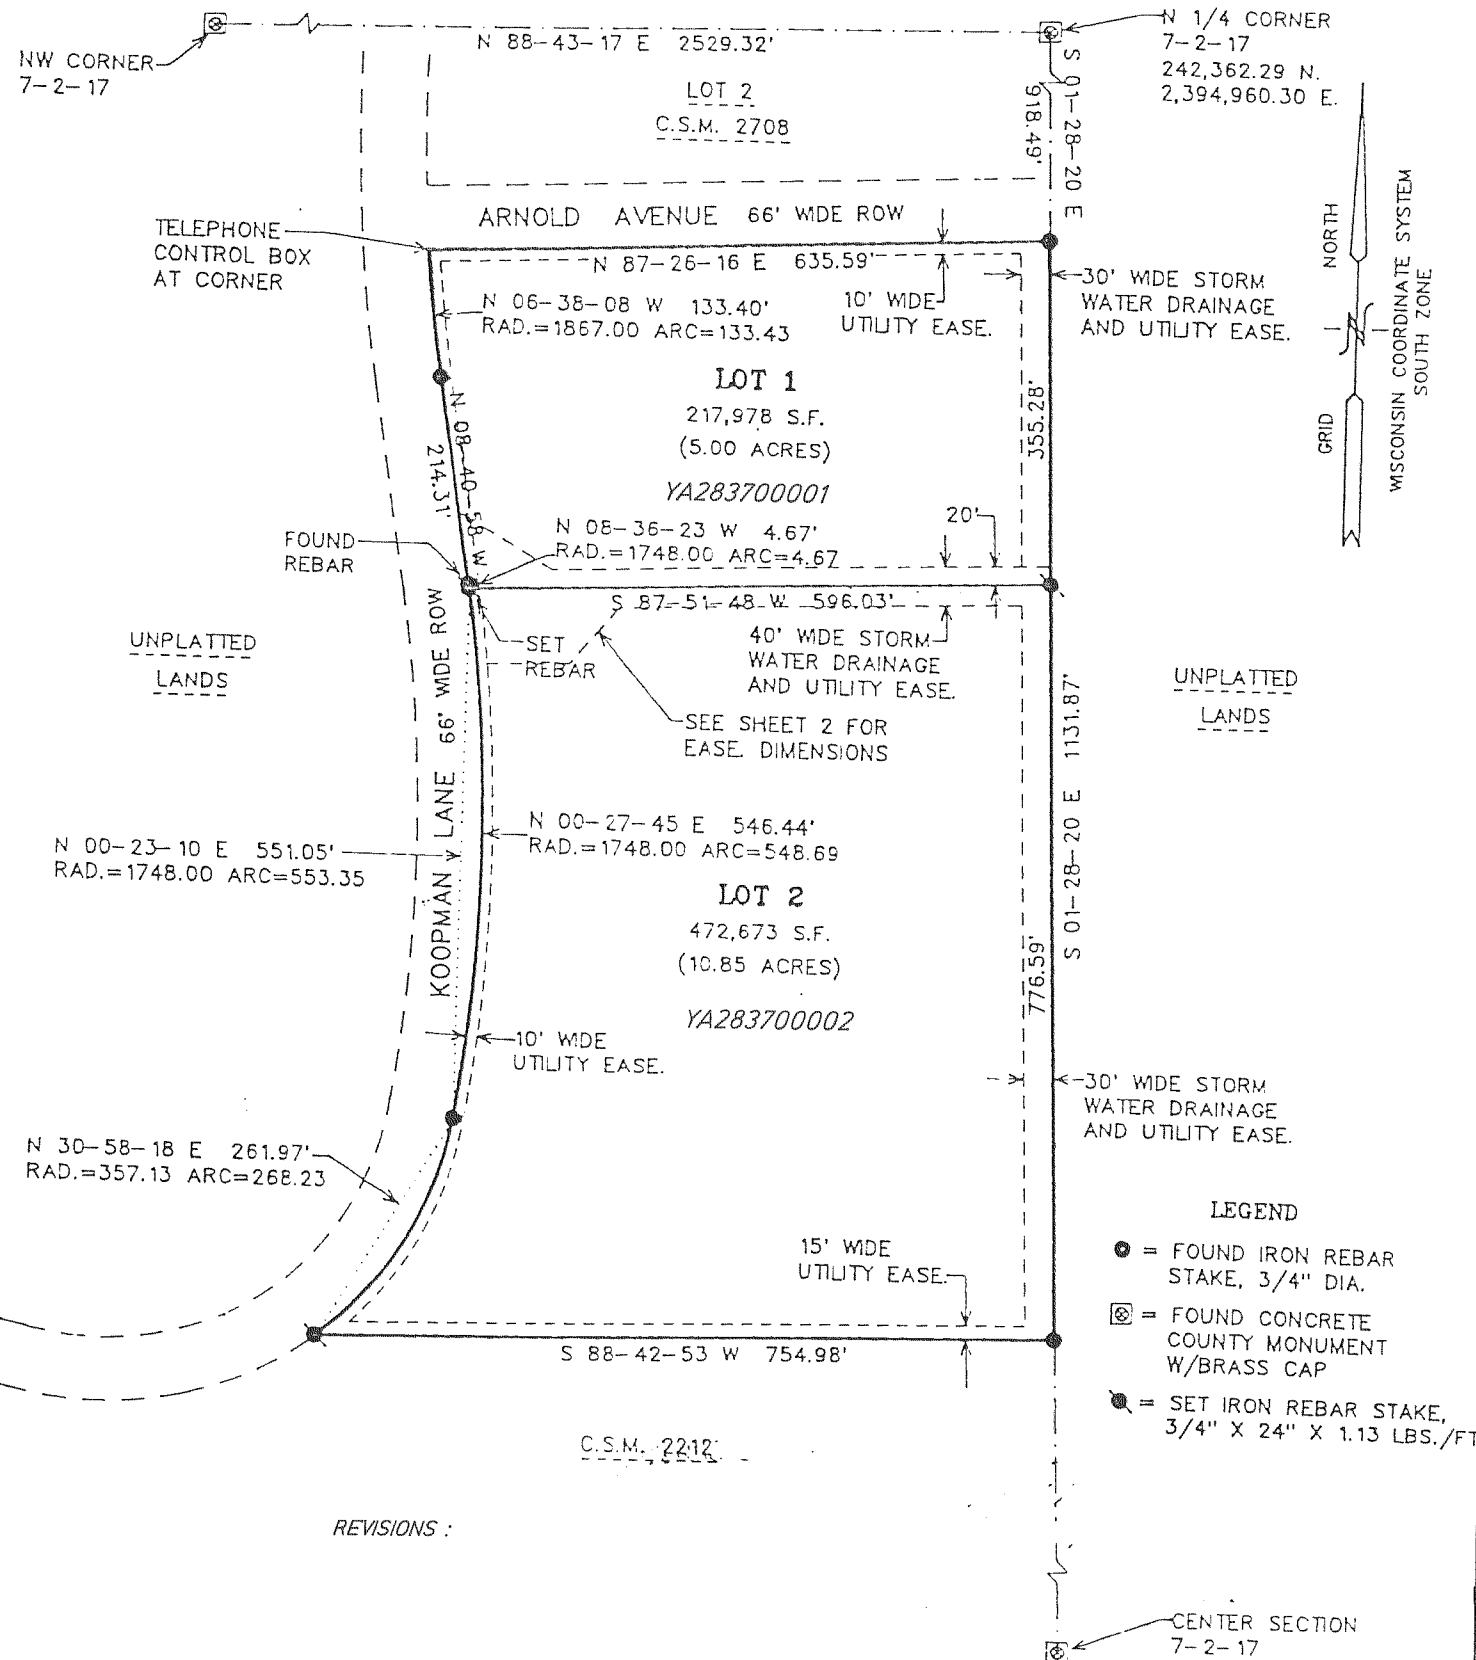 N 1/4 CORNER
7-2-17
242,362.29 N.
2,394,960.30 E.
NW CORNER
7-2-17
N 88-43-17 E 2529.32'
S 01-28-20 E
918.49'
LOT 2
C.S.M. 2708
ARNOLD AVENUE 66' WIDE ROW
TELEPHONE
CONTROL BOX
AT CORNER
N 87-26-16 E 635.59'
N 06-38-08 W 133.40'
RAD.=1867.00 ARC=133.43
10' WIDE
UTILITY EASE.
30' WIDE STORM
WATER DRAINAGE
AND UTILITY EASE.
NORTH
GRID
WISCONSIN COORDINATE SYSTEM
SOUTH ZONE
LOT 1
217,978 S.F.
(5.00 ACRES)
YA283700001
355.28'
N 08-40-58 W
214.31'
N 08-36-23 W 4.67'
RAD.=1748.00 ARC=4.67
20'
FOUND
REBAR
S 87-51-48 W 596.03'
SET
REBAR
40' WIDE STORM
WATER DRAINAGE
AND UTILITY EASE.
UNPLATTED
LANDS
UNPLATTED
LANDS
SEE SHEET 2 FOR
EASE. DIMENSIONS
KOOPMAN LANE 66' WIDE ROW
S 01-28-20 E 1131.87'
N 00-27-45 E 546.44'
RAD.=1748.00 ARC=548.69
N 00-23-10 E 551.05'
RAD.=1748.00 ARC=553.35
LOT 2
472,673 S.F.
(10.85 ACRES)
YA283700002
776.59'
10' WIDE
UTILITY EASE.
30' WIDE STORM
WATER DRAINAGE
AND UTILITY EASE.
N 30-58-18 E 261.97'
RAD.=357.13 ARC=268.23
15' WIDE
UTILITY EASE.
S 88-42-53 W 754.98'
LEGEND
= FOUND IRON REBAR
STAKE, 3/4" DIA.
= FOUND CONCRETE
COUNTY MONUMENT
W/BRASS CAP
= SET IRON REBAR STAKE,
3/4" X 24" X 1.13 LBS./FT
C.S.M. 2212
REVISIONS :
CENTER SECTION
7-2-17